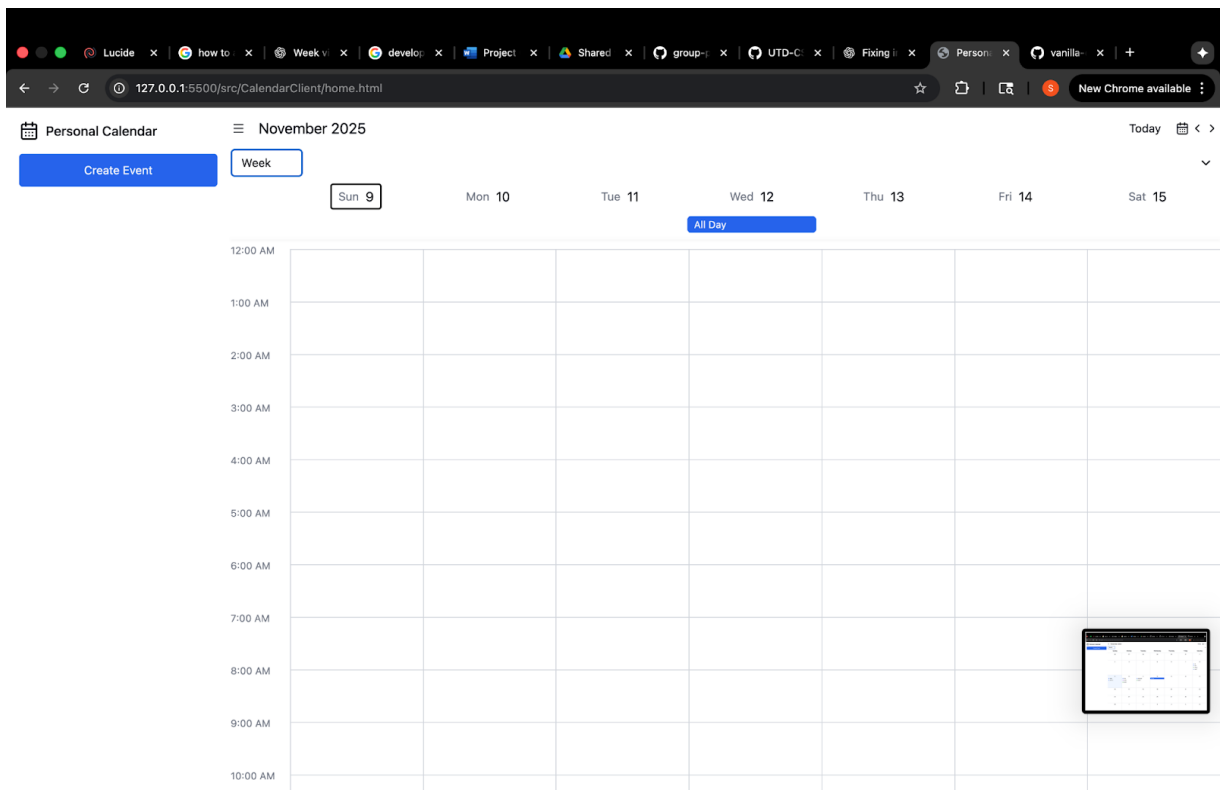 Lucide how to Week vi develop Project Shared group-p UTD-C Fixing i Person vanilla-
127.0.0.1:5500/src/CalendarClient/home.html S New Chrome available
Personal Calendar November 2025 Today
Create Event Week
Sun 9 Mon 10 Tue 11 Wed 12 Thu 13 Fri 14 Sat 15
All Day
12:00 AM
1:00 AM
2:00 AM
3:00 AM
4:00 AM
5:00 AM
6:00 AM
7:00 AM
8:00 AM
9:00 AM
10:00 AM